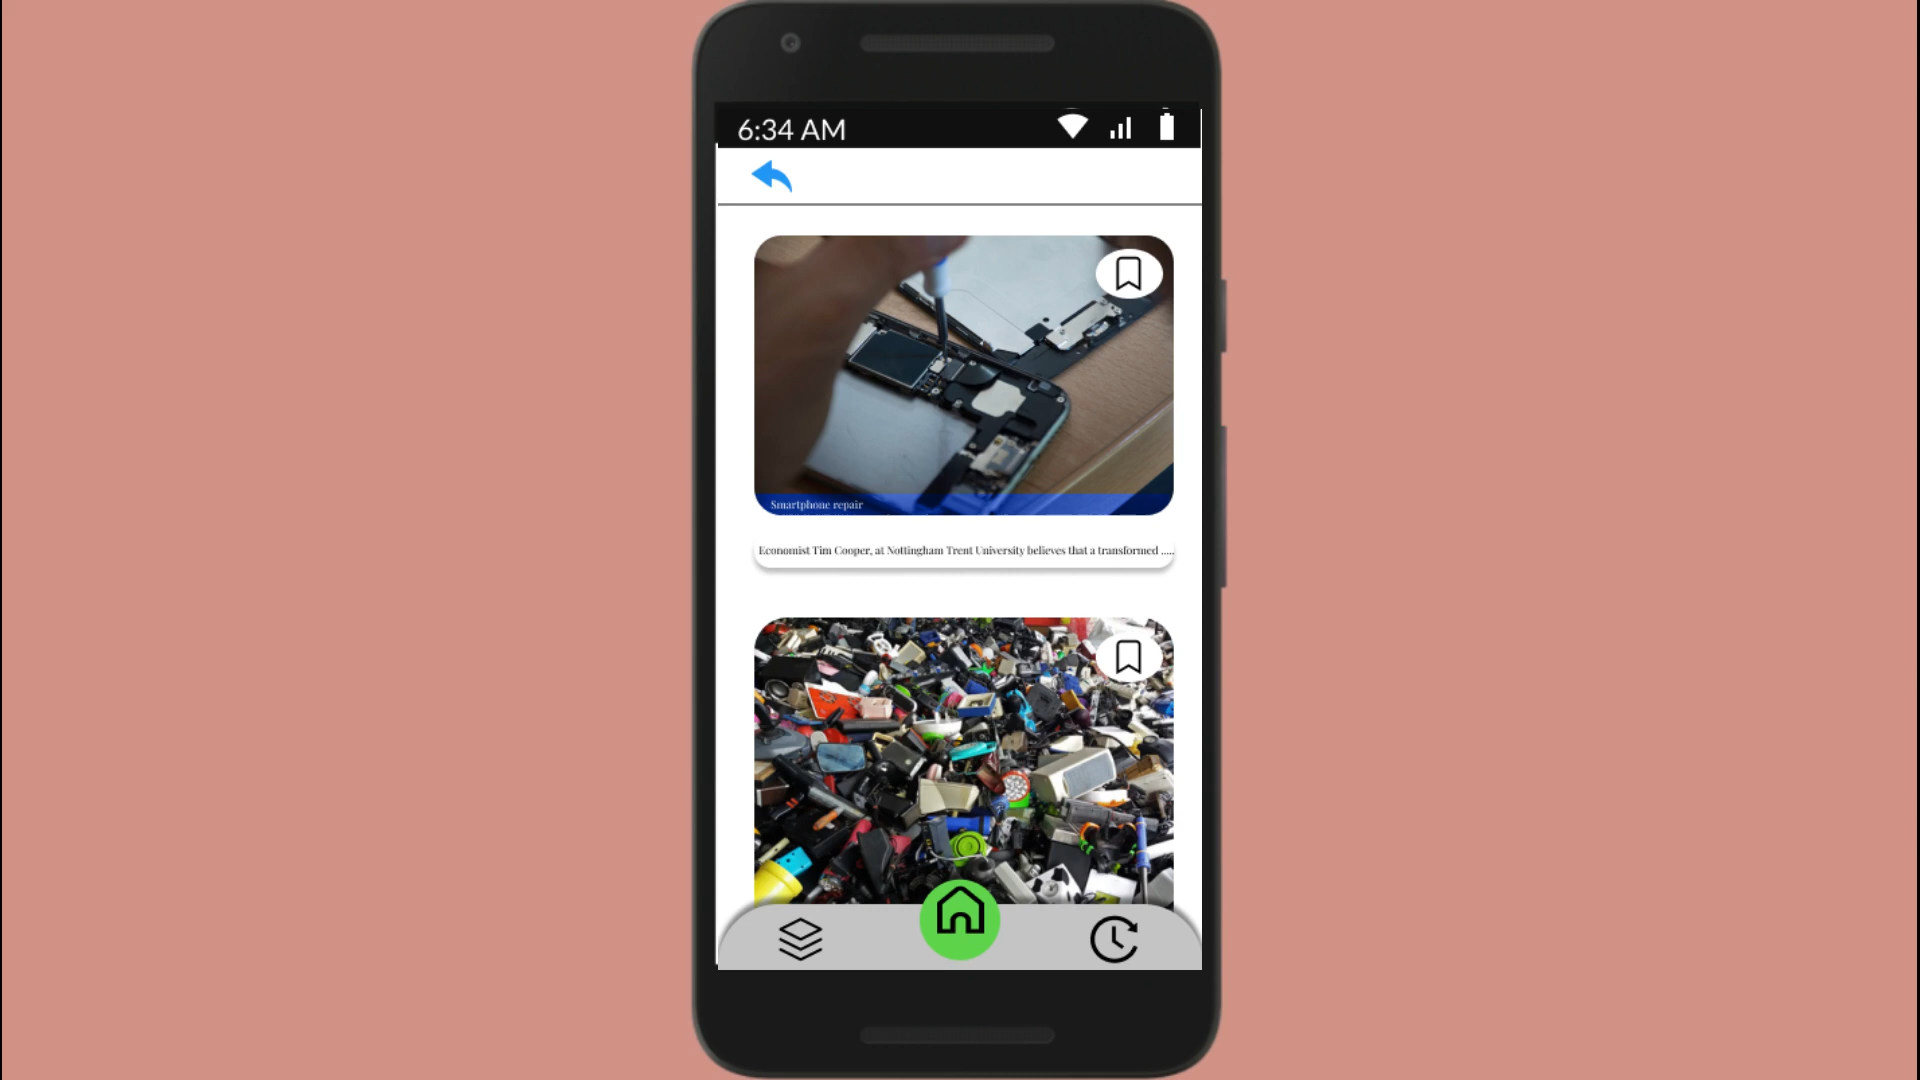 6:34 AM
Smartphone repair
Economist Tim Cooper, at Nottingham Trent University believes that a transformed .....